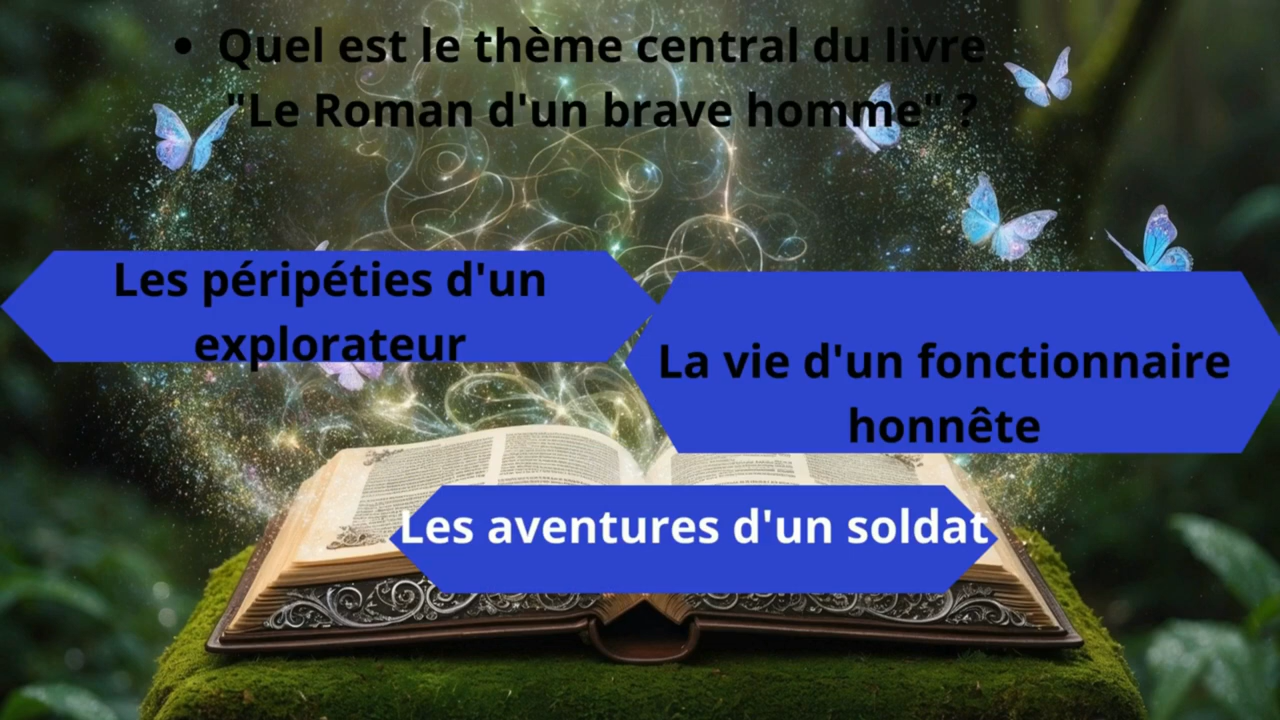 • Quel est le thème central du livre
"Le Roman d'un brave homme" ?
Les péripéties d'un
explorateur
La vie d'un fonctionnaire
honnête
Les aventures d'un soldat